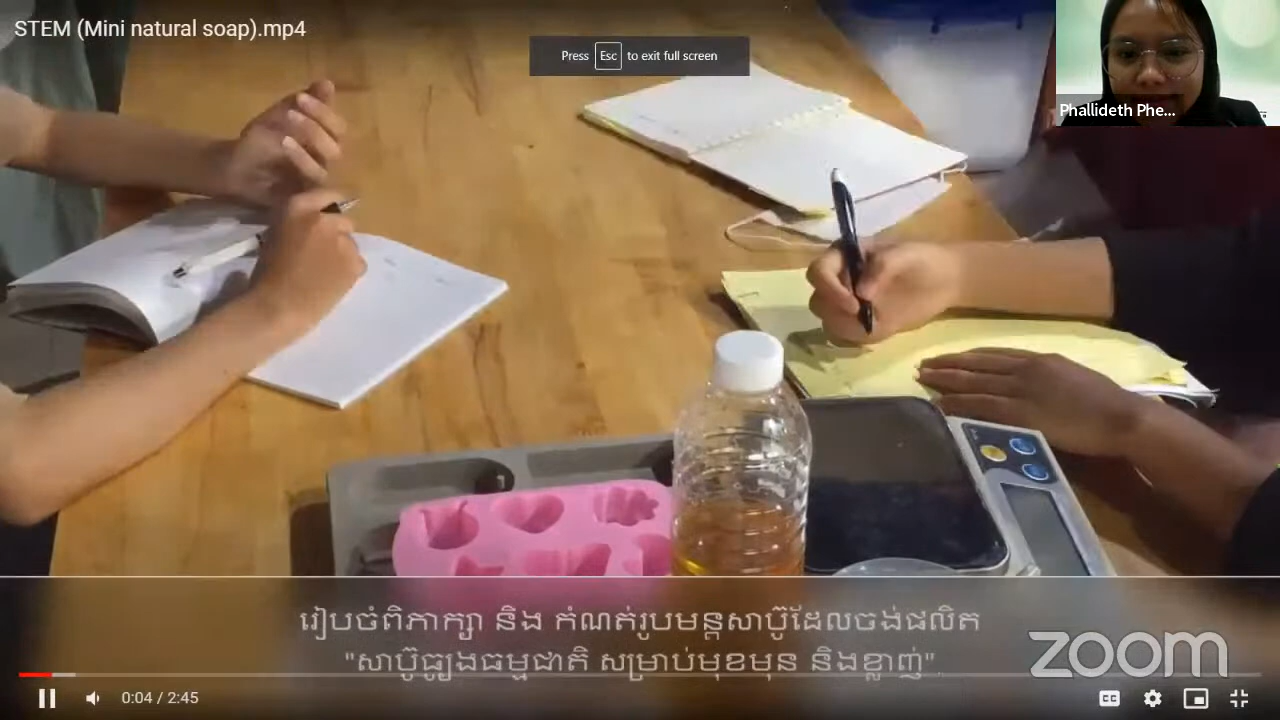 STEM (Mini natural soap).mp4
Press Esc to exit full screen
Phallideth Phe...
រៀបចំពិភាក្សា និង កំណត់រូបមន្តសាប៊ូដែលចង់ផលិត
"សាប៊ូធ្យូងធម្មជាតិ សម្រាប់មុខមុន និងខ្លាញ់"
zoom
0:04 / 2:45
CC